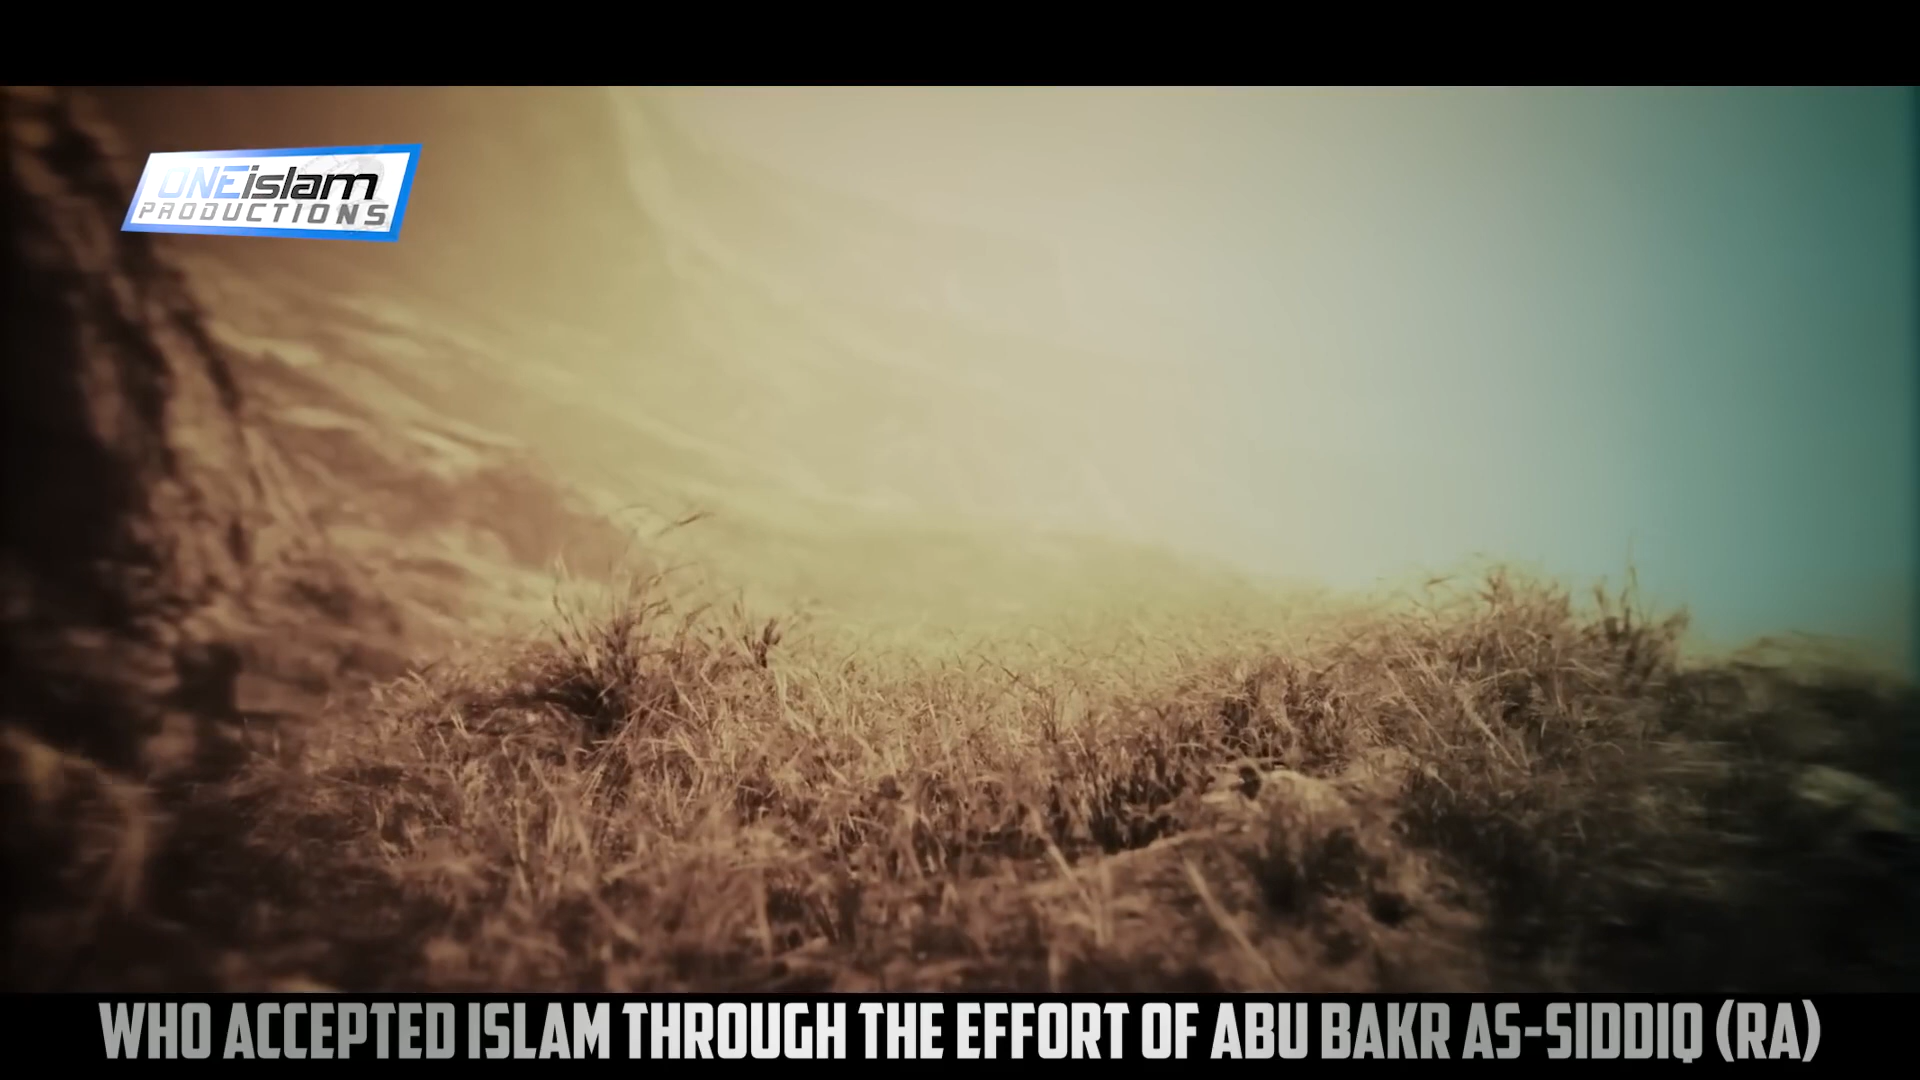 ONEislam
PRODUCTIONS
WHO ACCEPTED ISLAM THROUGH THE EFFORT OF ABU BAKR AS-SIDDIQ (RA)